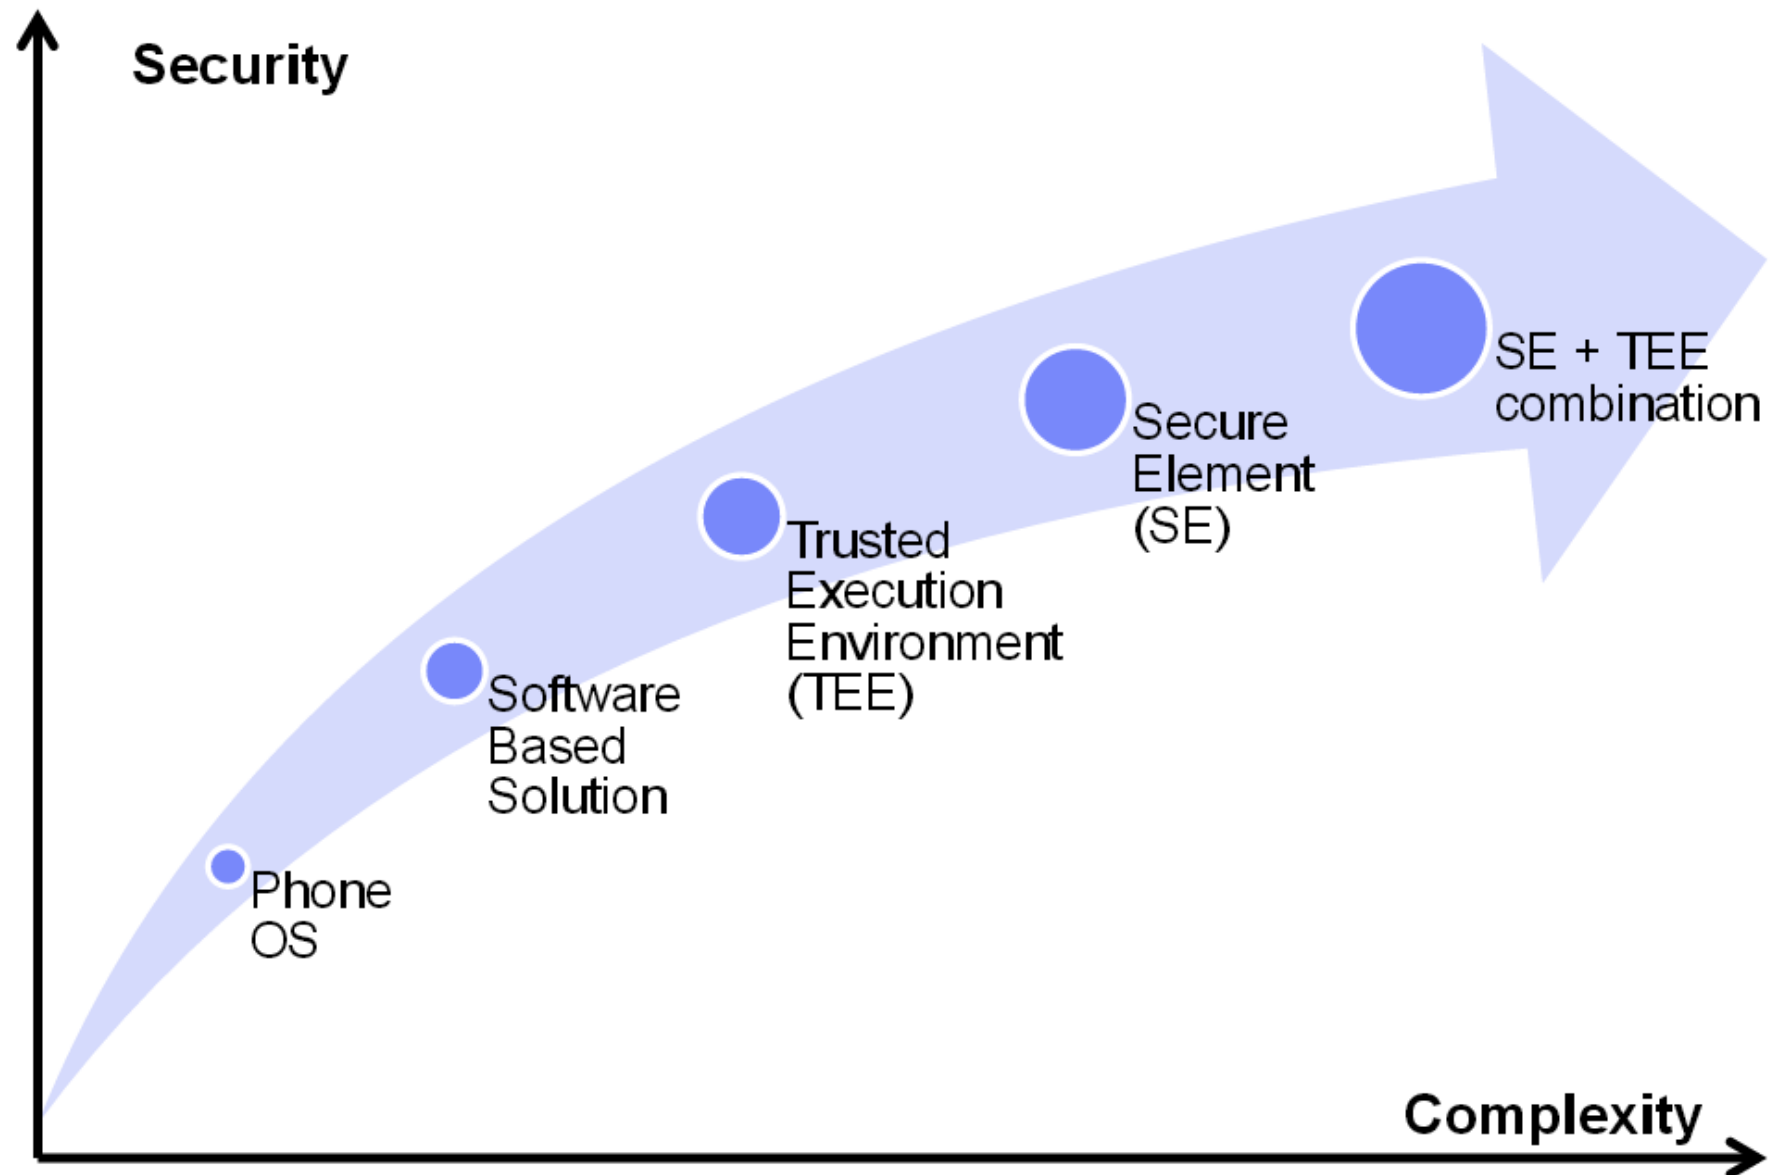 Security
SE + TEE
combination
Secure
Element
(SE)
Trusted
Execution
Environment
(TEE)
Software
Based
Solution
Phone
OS
Complexity